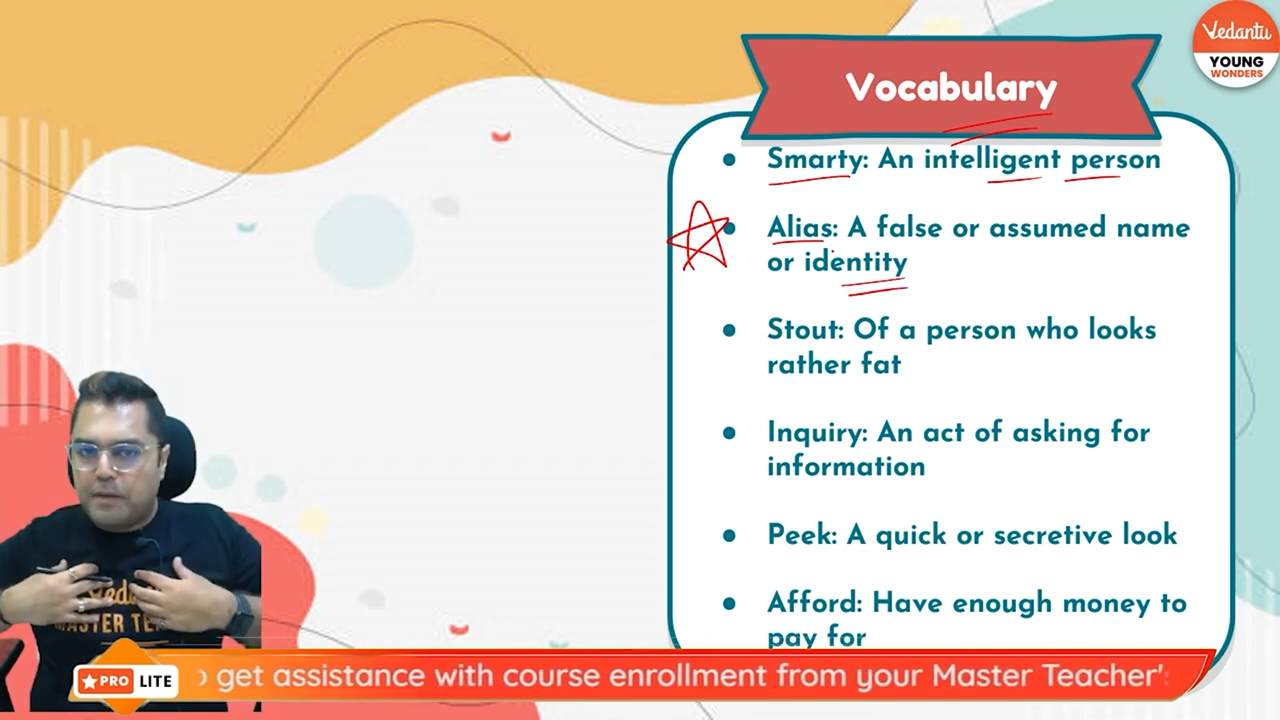 Vedantu
YOUNG
WONDERS
Vocabulary
Smarty: An intelligent person
Alias: A false or assumed name
or identity
Stout: Of a person who looks
rather fat
Inquiry: An act of asking for
information
Peek: A quick or secretive look
Afford: Have enough money to
pay for
MASTER
PRO LITE
get assistance with course enrollment from your Master Teacher's